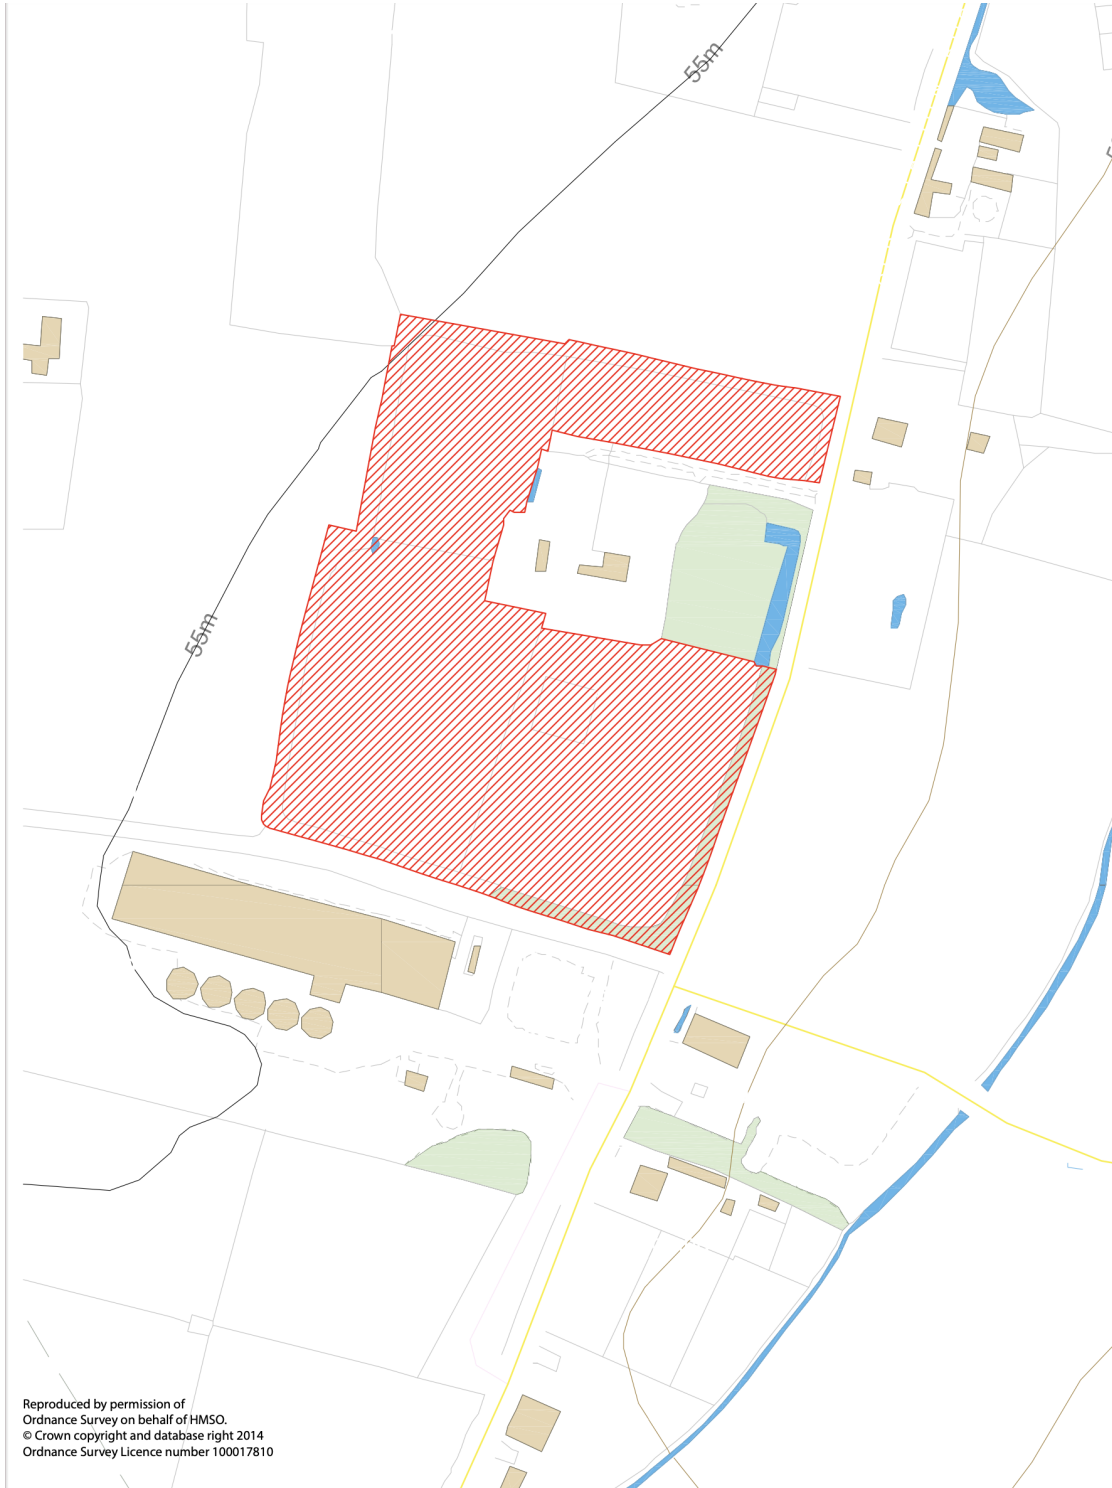 55m
55m
Reproduced by permission of
Ordnance Survey on behalf of HMSO.
© Crown copyright and database right 2014
Ordnance Survey Licence number 100017810